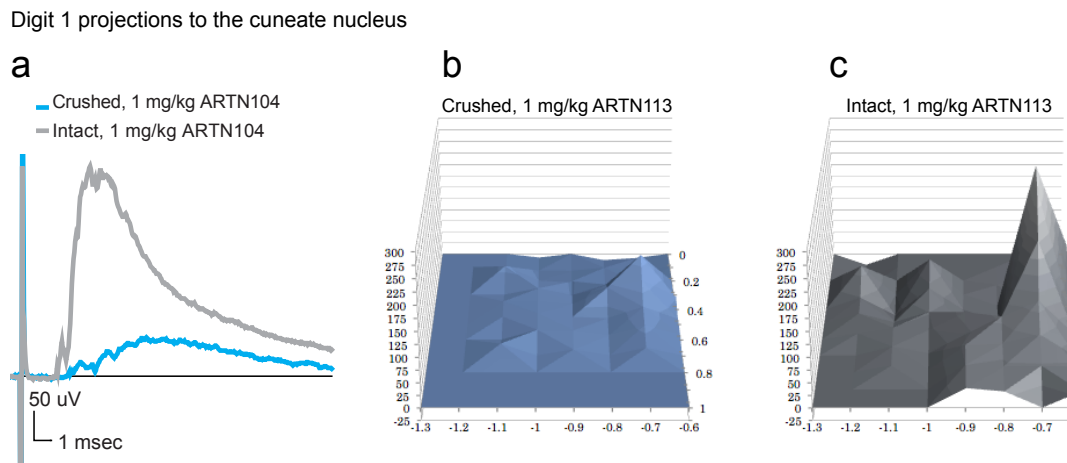 Digit 1 projections to the cuneate nucleus
a
Crushed, 1 mg/kg ARTN104
Intact, 1 mg/kg ARTN104
50 uV
1 msec
b
Crushed, 1 mg/kg ARTN113
300
275
250
225
200
175
150
125
100
75
50
25
0
-25
-1.3 -1.2 -1.1 -1 -0.9 -0.8 -0.7 -0.6
0
0.2
0.4
0.6
0.8
1
c
Intact, 1 mg/kg ARTN113
300
275
250
225
200
175
150
125
100
75
50
25
0
-25
-1.3 -1.2 -1.1 -1 -0.9 -0.8 -0.7